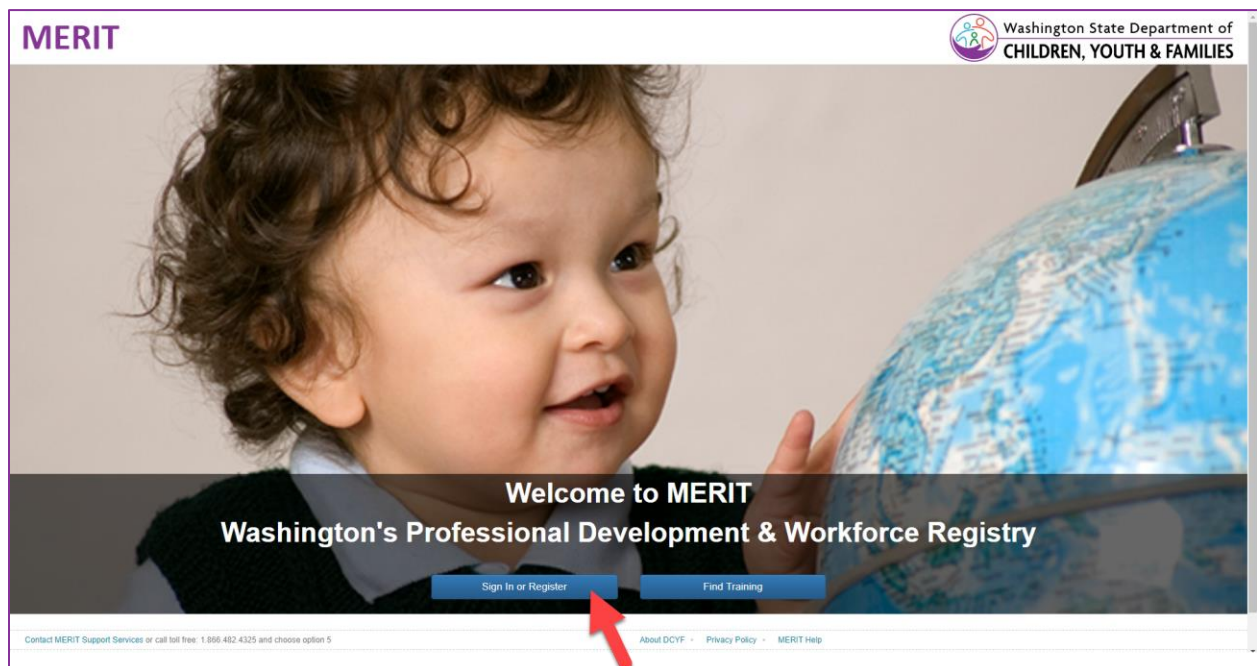 MERIT
Washington State Department of
CHILDREN, YOUTH & FAMILIES
Welcome to MERIT
Washington's Professional Development & Workforce Registry
Sign In or Register
Find Training
Contact MERIT Support Services or call toll free: 1.866.482.4325 and choose option 5
About DCYF - Privacy Policy - MERIT Help